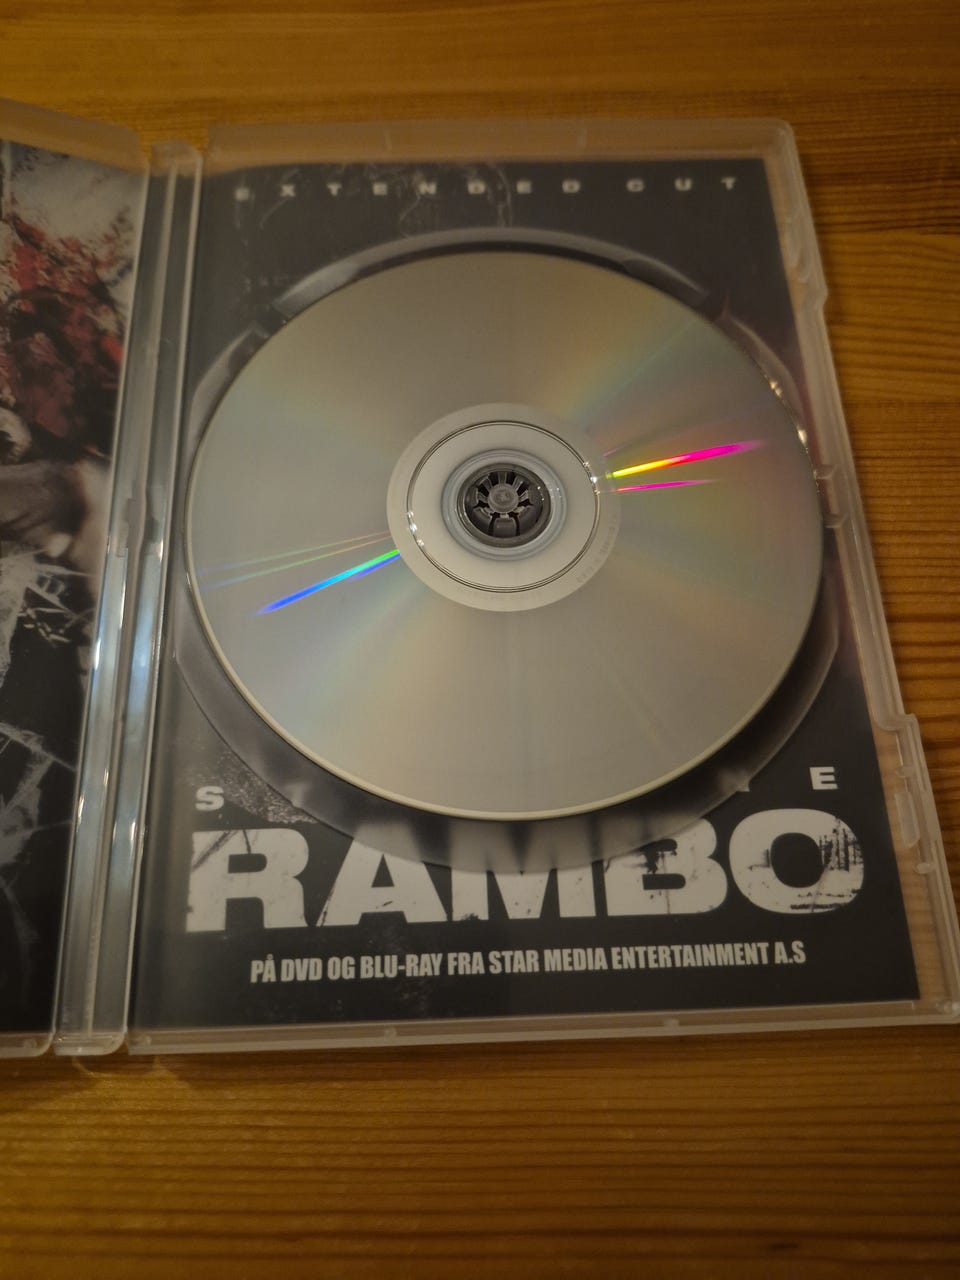 EXTENDED CUT
RAMBO
PÅ DVD OG BLU-RAY FRA STAR MEDIA ENTERTAINMENT A.S